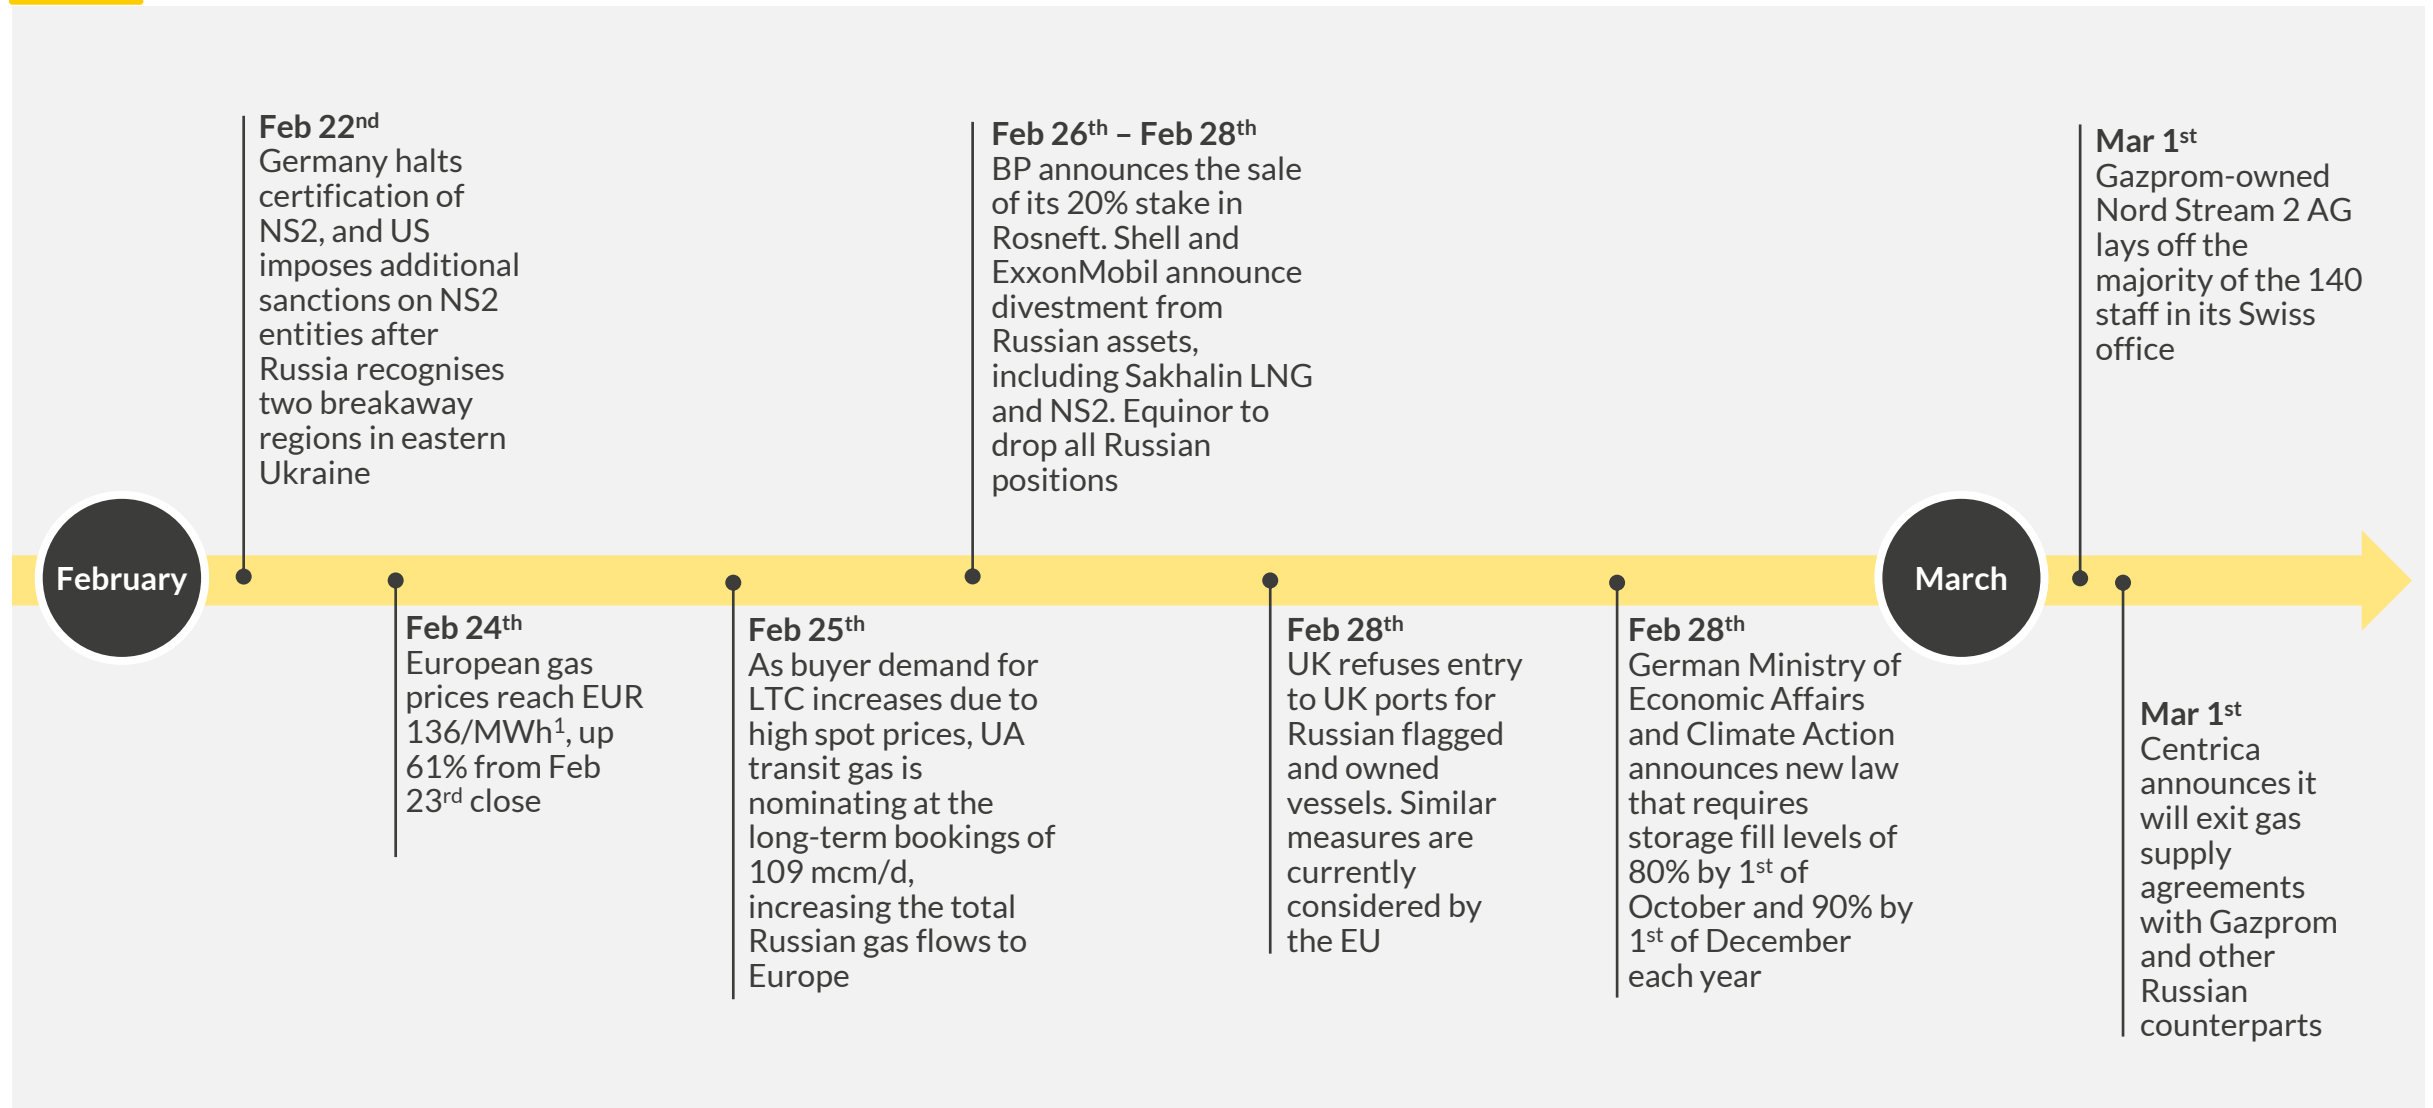 February
Feb 22nd
Germany halts
certification of
NS2, and US
imposes additional
sanctions on NS2
entities after
Russia recognises
two breakaway
regions in eastern
Ukraine
Feb 24th
European gas
prices reach EUR
136/MWh¹, up
61% from Feb
23rd close
Feb 25th
As buyer demand for
LTC increases due to
high spot prices, UA
transit gas is
nominating at the
long-term bookings of
109 mcm/d,
increasing the total
Russian gas flows to
Europe
Feb 26th – Feb 28th
BP announces the sale
of its 20% stake in
Rosneft. Shell and
ExxonMobil announce
divestment from
Russian assets,
including Sakhalin LNG
and NS2. Equinor to
drop all Russian
positions
Feb 28th
UK refuses entry
to UK ports for
Russian flagged
and owned
vessels. Similar
measures are
currently
considered by
the EU
Feb 28th
German Ministry of
Economic Affairs
and Climate Action
announces new law
that requires
storage fill levels of
80% by 1st of
October and 90% by
1st of December
each year
March
Mar 1st
Gazprom-owned
Nord Stream 2 AG
lays off the
majority of the 140
staff in its Swiss
office
Mar 1st
Centrica
announces it
will exit gas
supply
agreements
with Gazprom
and other
Russian
counterparts